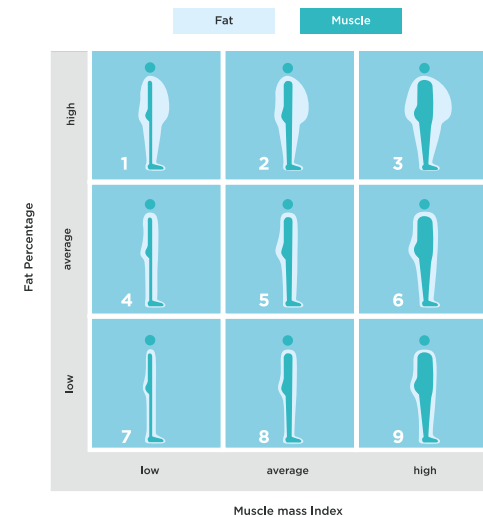 Fat Muscle
Fat Percentage
high
1 2 3
average
4 5 6
low
7 8 9
low average high
Muscle mass Index